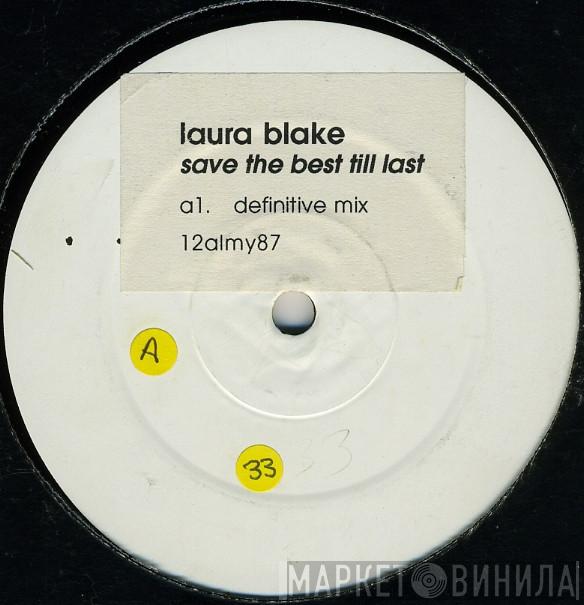 laura blake
save the best till last
a1. definitive mix
12almy87
A
33
33
МАРКЕТ ВИНИЛА